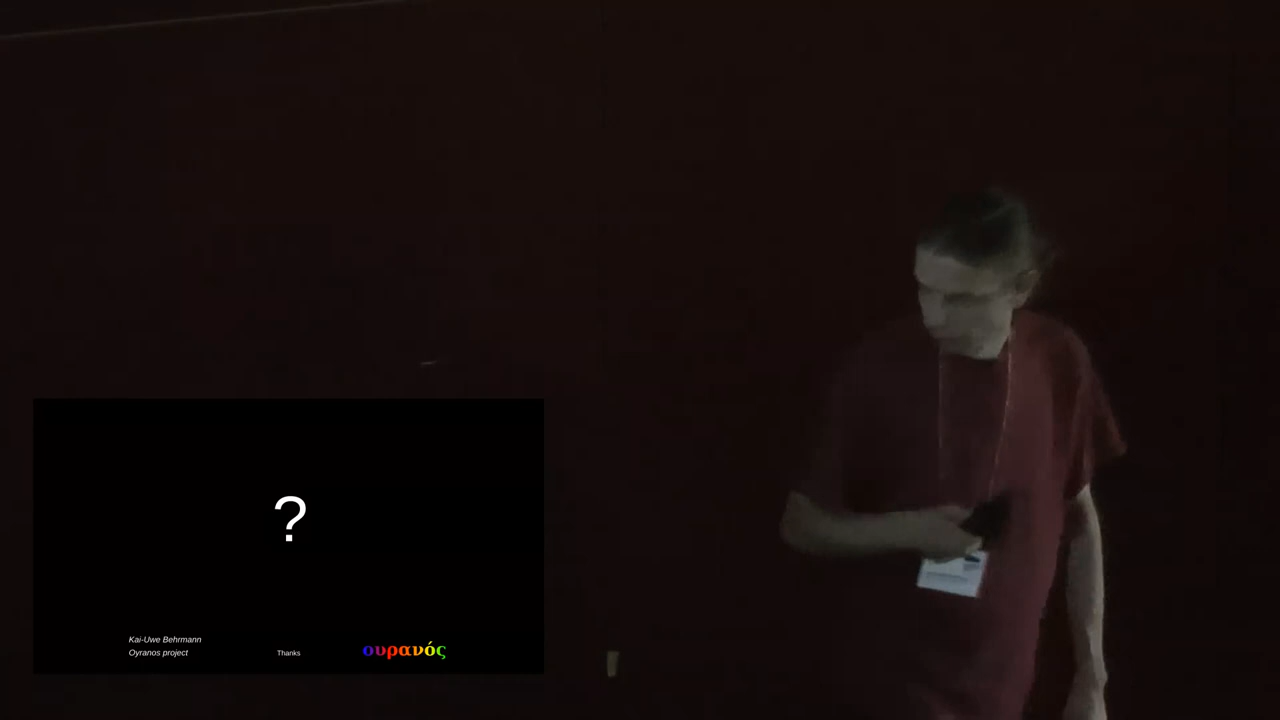 ?
Kai-Uwe Behrmann
Oyranos project
Thanks
ουρανός